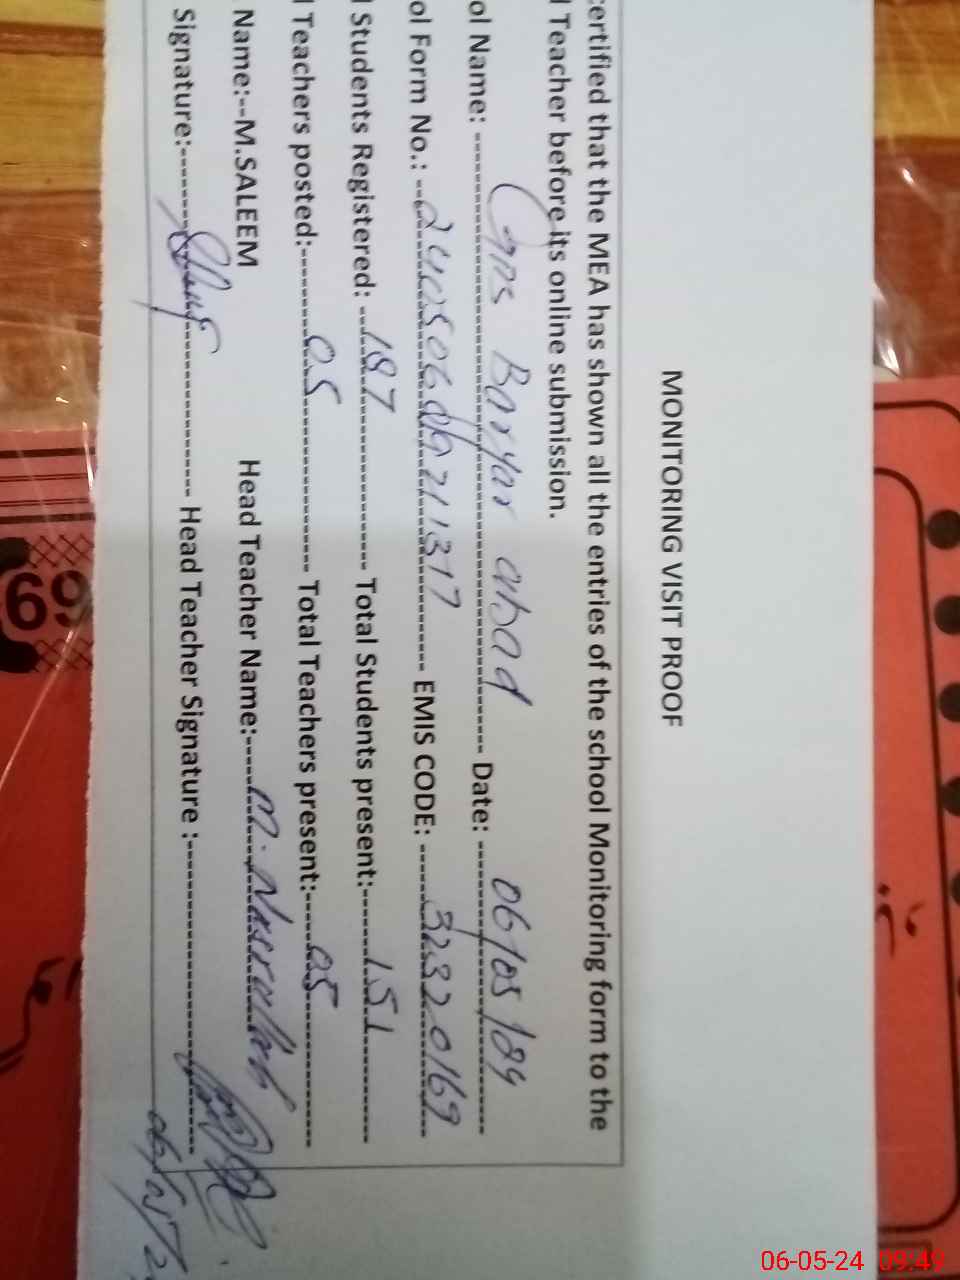 MONITORING VISIT PROOF
ertified that the MEA has shown all the entries of the school Monitoring form to the
l Teacher before its online submission.
ol Name: Gps Baryar abad Date: 06/05/
ol Form No.: EMIS CODE: 32320169
l Students Registered: 187 Total Students present: 151
l Teachers posted: 05 Total Teachers present: 05
Name:--M.SALEEM Head Teacher Name: M. Nasrullah
Signature: Head Teacher Signature :
69
06-05-24 09:49